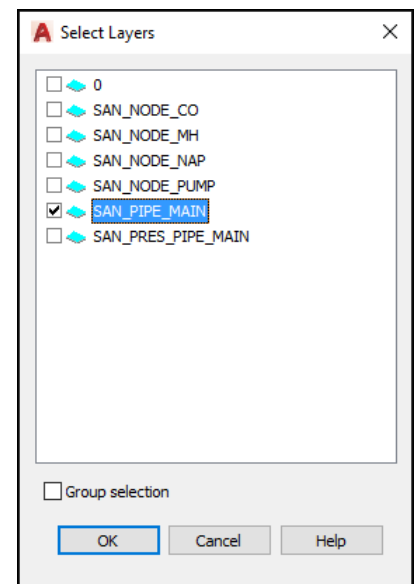 Select Layers
0
SAN_NODE_CO
SAN_NODE_MH
SAN_NODE_NAP
SAN_NODE_PUMP
SAN_PIPE_MAIN
SAN_PRES_PIPE_MAIN
Group selection
OK Cancel Help